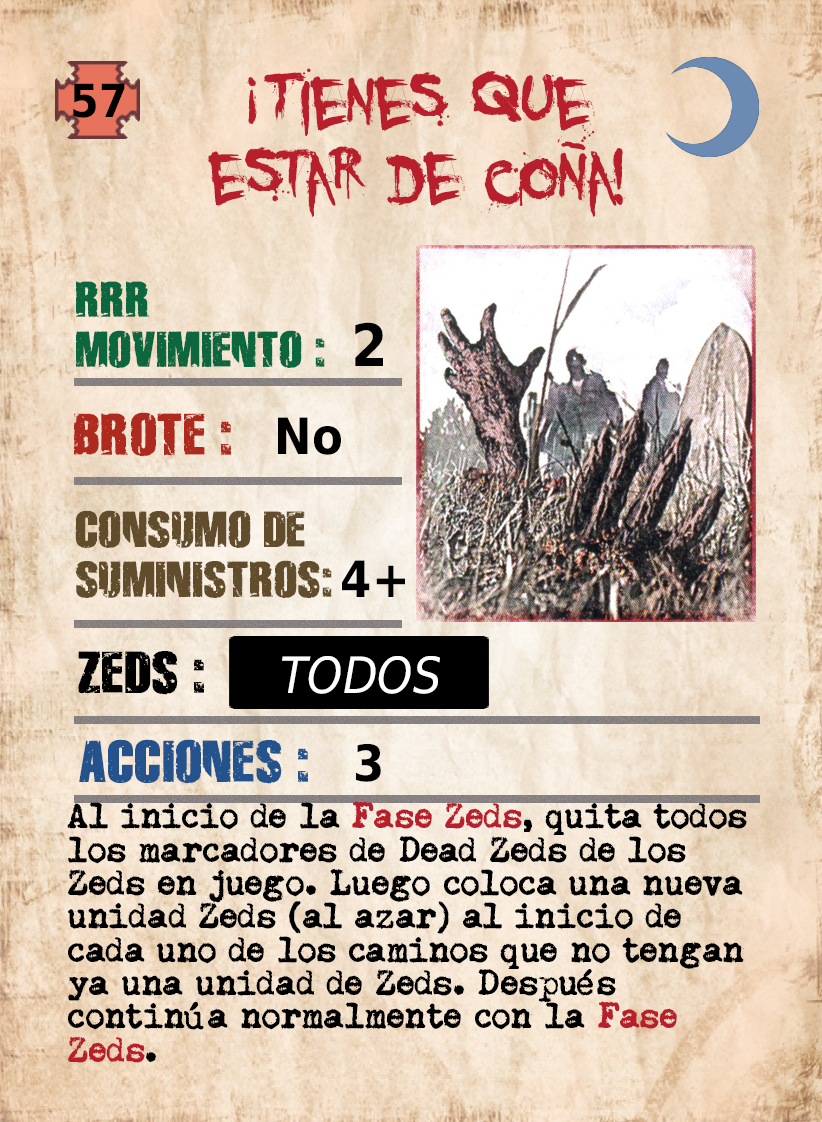 57
¡TIENES QUE
ESTAR DE COÑA!
RRR
MOVIMIENTO : 2
BROTE : No
CONSUMO DE
SUMINISTROS: 4+
ZEDS : TODOS
ACCIONES : 3
Al inicio de la Fase Zeds, quita todos
los marcadores de Dead Zeds de los
Zeds en juego. Luego coloca una nueva
unidad Zeds (al azar) al inicio de
cada uno de los caminos que no tengan
ya una unidad de Zeds. Después
continúa normalmente con la Fase
Zeds.